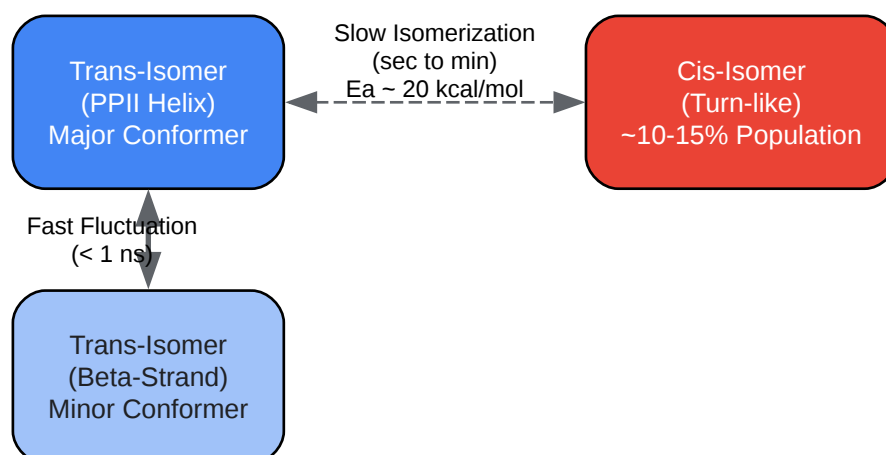 Trans-Isomer
(PPII Helix)
Major Conformer
Slow Isomerization
(sec to min)
Ea ~ 20 kcal/mol
Cis-Isomer
(Turn-like)
~10-15% Population
Fast Fluctuation
(< 1 ns)
Trans-Isomer
(Beta-Strand)
Minor Conformer